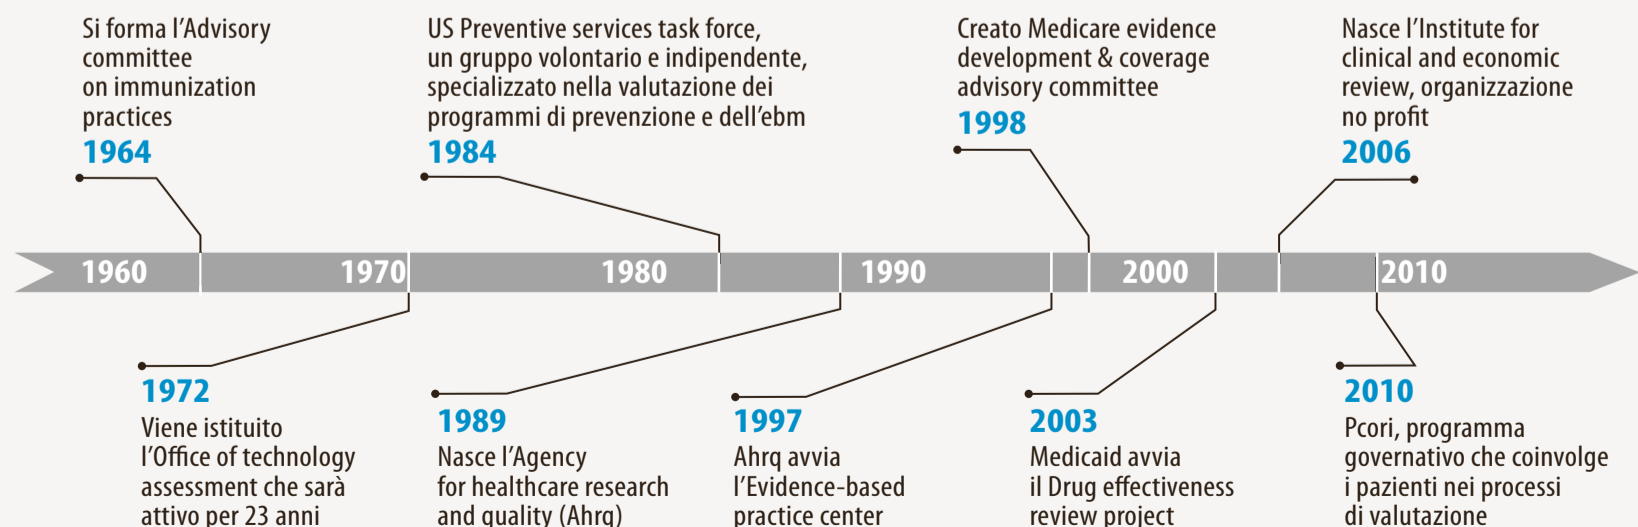 Si forma l'Advisory
committee
on immunization
practices
1964
US Preventive services task force,
un gruppo volontario e indipendente,
specializzato nella valutazione dei
programmi di prevenzione e dell'ebm
1984
Creato Medicare evidence
development & coverage
advisory committee
1998
Nasce l'Institute for
clinical and economic
review, organizzazione
no profit
2006
1960 1970 1980 1990 2000 2010
1972
Viene istituito
l'Office of technology
assessment che sarà
attivo per 23 anni
1989
Nasce l'Agency
for healthcare research
and quality (Ahrq)
1997
Ahrq avvia
l'Evidence-based
practice center
2003
Medicaid avvia
il Drug effectiveness
review project
2010
Pcori, programma
governativo che coinvolge
i pazienti nei processi
di valutazione